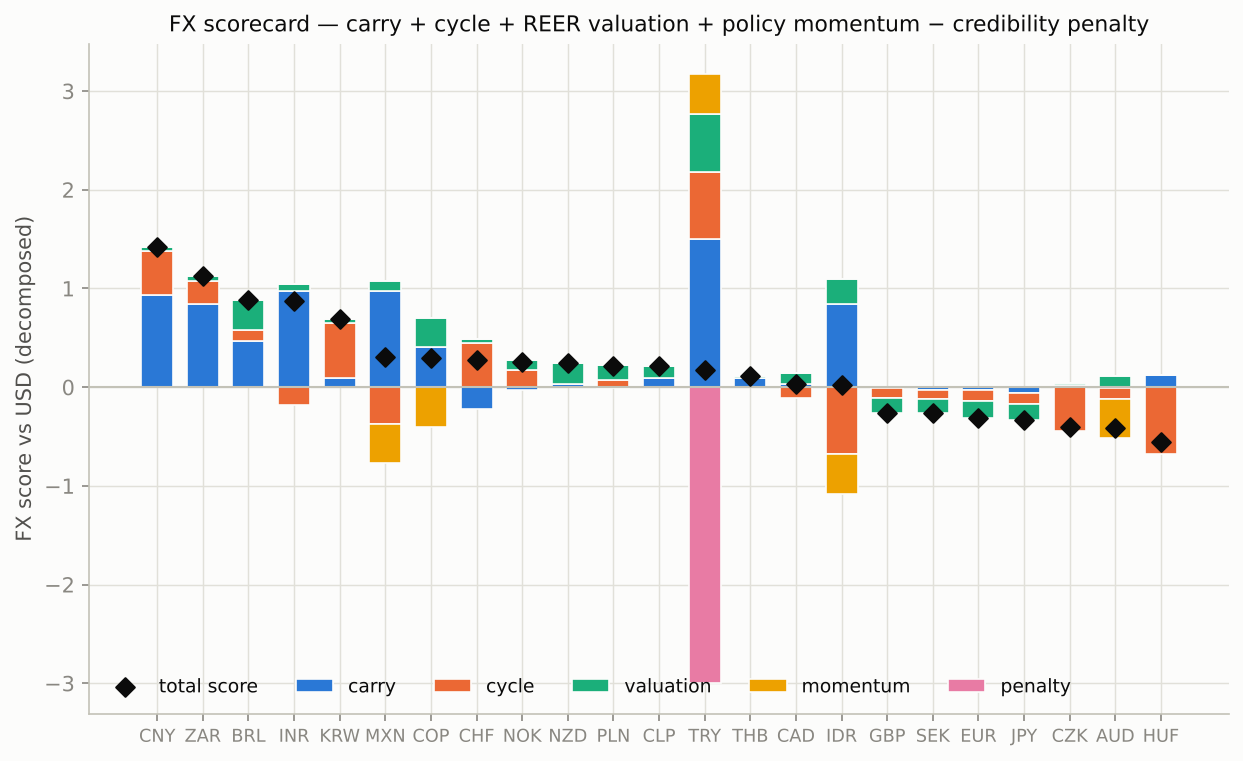 FX scorecard — carry + cycle + REER valuation + policy momentum − credibility penalty
FX score vs USD (decomposed)
3
2
1
0
−1
−2
−3
total score carry cycle valuation momentum penalty
CNY ZAR BRL INR KRW MXN COP CHF NOK NZD PLN CLP TRY THB CAD IDR GBP SEK EUR JPY CZK AUD HUF